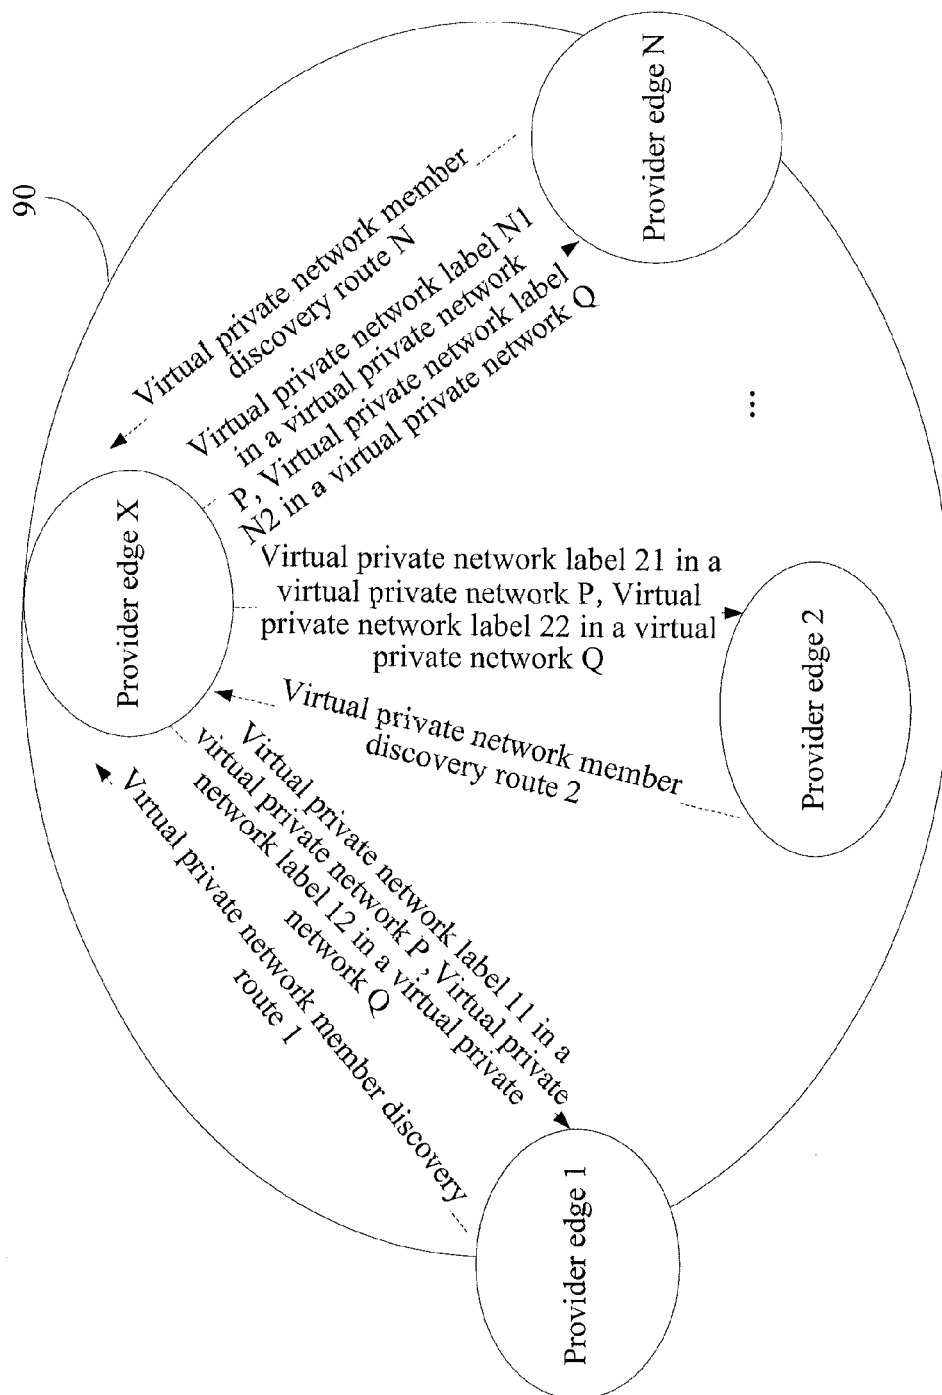 90
Virtual private network member
discovery route N
Provider edge N
Virtual private network label N1
in a virtual private network
P, Virtual private network label
N2 in a virtual private network Q
Provider edge X
Virtual private network label 21 in a
virtual private network P, Virtual
private network label 22 in a virtual
private network Q
...
Virtual private network member
discovery route 2
Provider edge 2
Virtual private network label 11 in a
virtual private network P, Virtual private
network label 12 in a virtual private
network Q
Virtual private network member discovery
route 1
Provider edge 1